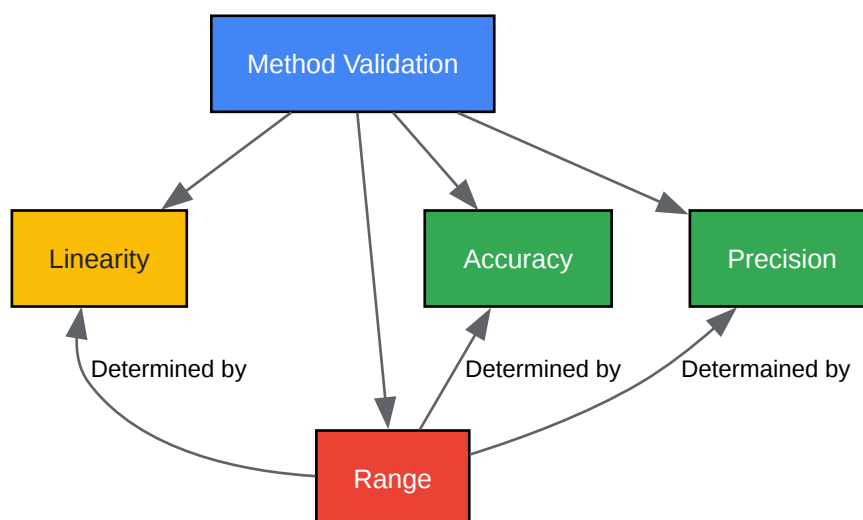 Method Validation
Linearity
Accuracy
Precision
Determined by
Determined by
Determained by
Range